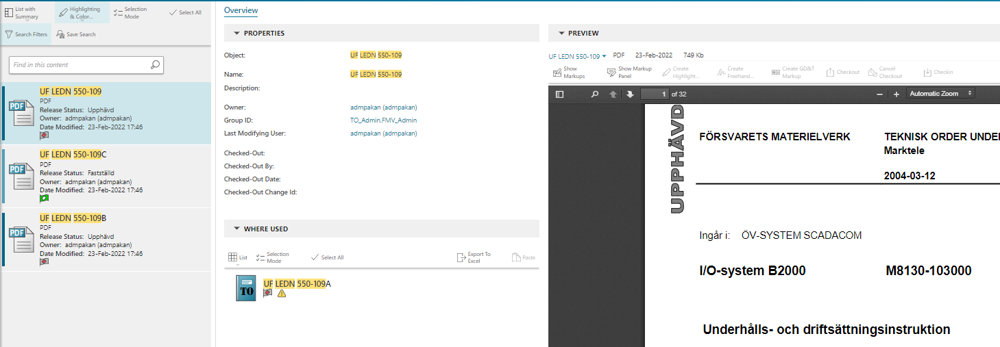 List with
Summary
Highlighting
& Color...
Selection
Mode
Select All
Search Filters
Save Search
Find in this content
UF LEDN 550-109
PDF
PDF
Release Status: Upphävd
Owner: admpakan (admpakan)
Date Modified: 23-Feb-2022 17:46
UF LEDN 550-109C
PDF
PDF
Release Status: Fastställd
Owner: admpakan (admpakan)
Date Modified: 23-Feb-2022 17:46
UF LEDN 550-109B
PDF
PDF
Release Status: Upphävd
Owner: admpakan (admpakan)
Date Modified: 23-Feb-2022 17:46
Overview
PROPERTIES
Object: UF LEDN 550-109
Name: UF LEDN 550-109
Description:
Owner: admpakan (admpakan)
Group ID: TO_Admin.FMV_Admin
Last Modifying User: admpakan (admpakan)
Checked-Out:
Checked-Out By:
Checked-Out Date:
Checked-Out Change Id:
WHERE USED
List
Selection
Mode
Select All
Export To
Excel
Paste
TO
UF LEDN 550-109A
PREVIEW
UF LEDN 550-109 PDF 23-Feb-2022 749 Kb
Show
Markups
Show Markup
Panel
Create
Highlight...
Create
Freehand...
Create GD&T
Markup
Checkout
Cancel
Checkout
Checkin
1 of 32
Automatic Zoom
UPPHÄVD
FÖRSVARETS MATERIELVERK
TEKNISK ORDER UNDE
Marktele
2004-03-12
Ingår i: ÖV-SYSTEM SCADACOM
I/O-system B2000 M8130-103000
Underhålls- och driftsättningsinstruktion